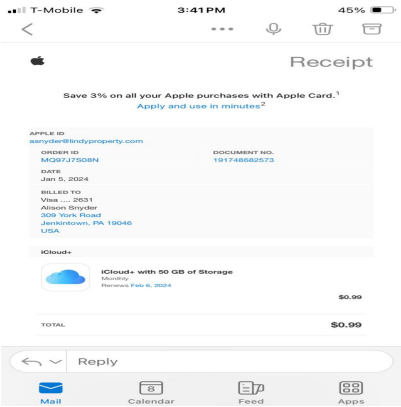 T-Mobile 3:41 PM 45%
Receipt
Save 3% on all your Apple purchases with Apple Card.1
Apply and use in minutes2
APPLE ID
asnyder@lindyproperty.com
ORDER ID
MQ97J7S08N
DOCUMENT NO.
191748682573
DATE
Jan 5, 2024
BILLED TO
Visa .... 2631
Alison Snyder
309 York Road
Jenkintown, PA 19046
USA
iCloud+
iCloud+ with 50 GB of Storage
Monthly
Renews Feb 6, 2024
$0.99
TOTAL
$0.99
Reply
8
Mail Calendar Feed Apps